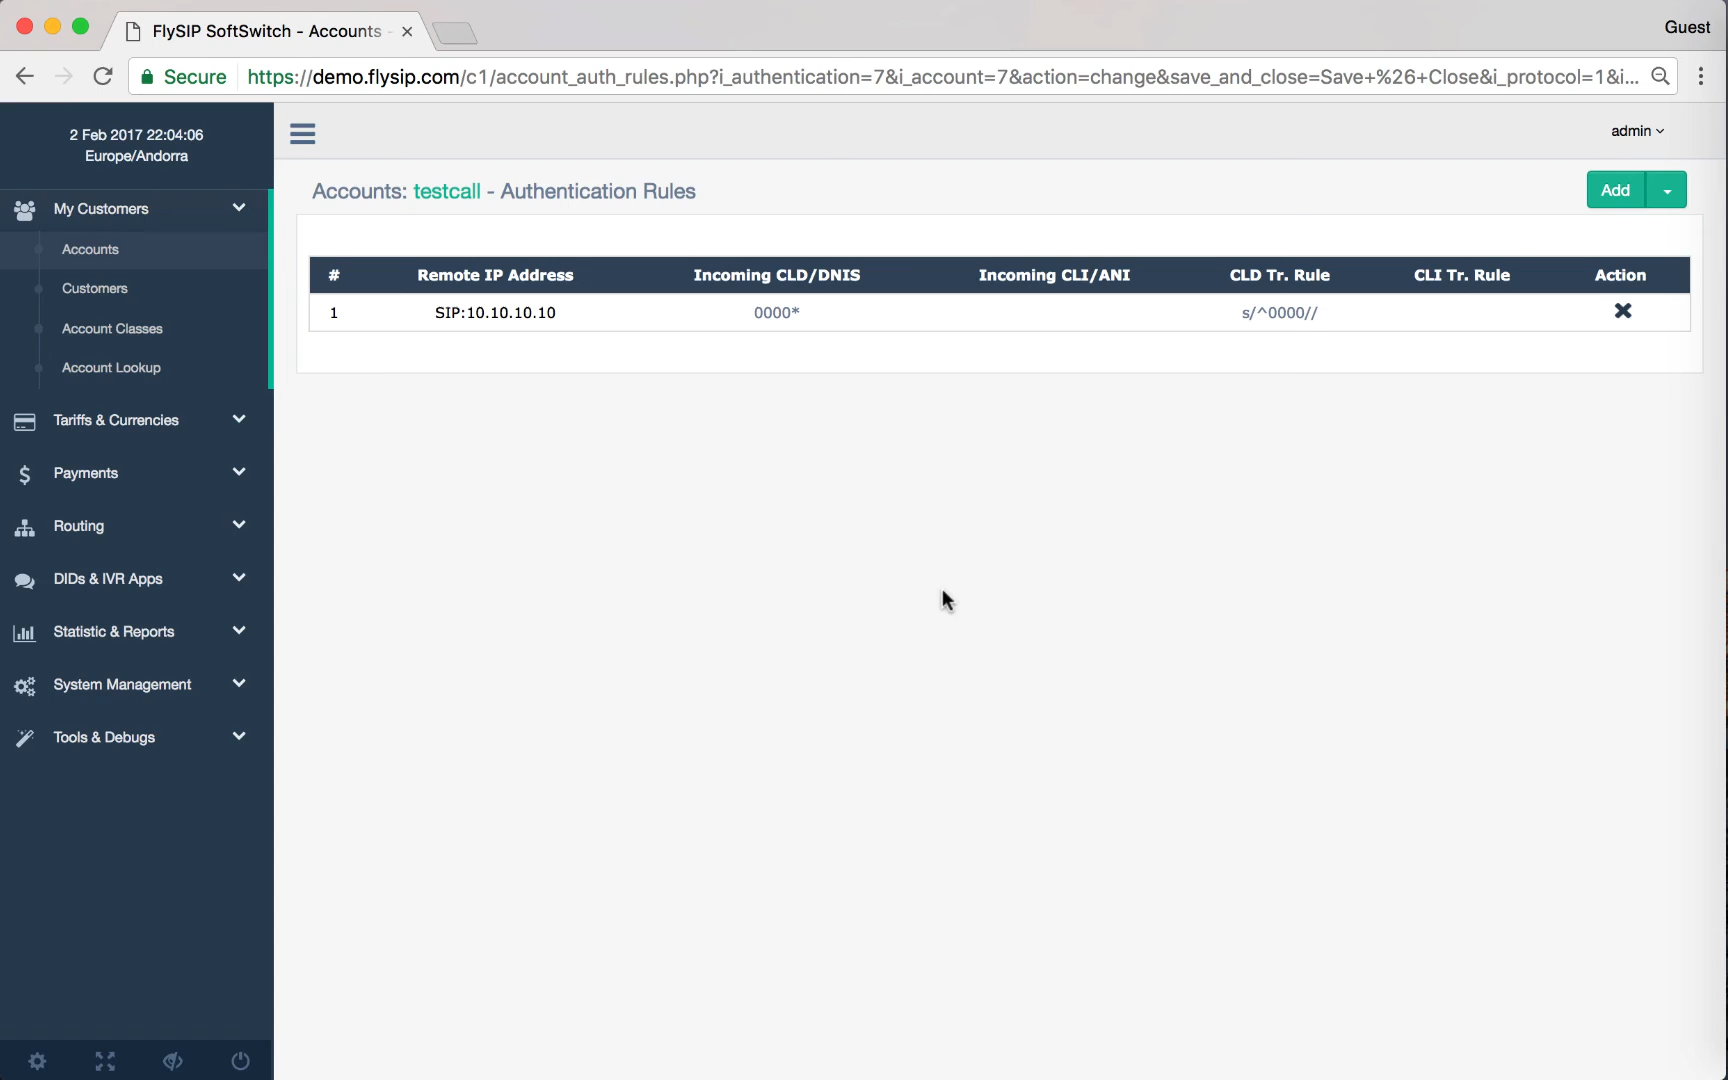 FlySIP SoftSwitch - Accounts -
Guest
Secure https://demo.flysip.com/c1/account_auth_rules.php?i_authentication=7&i_account=7&action=change&save_and_close=Save+%26+Close&i_protocol=1&i...
2 Feb 2017 22:04:06
Europe/Andorra
admin
My Customers
Accounts
Customers
Account Classes
Account Lookup
Tariffs & Currencies
Payments
Routing
DIDs & IVR Apps
Statistic & Reports
System Management
Tools & Debugs
Accounts: testcall - Authentication Rules
Add
# Remote IP Address Incoming CLD/DNIS Incoming CLI/ANI CLD Tr. Rule CLI Tr. Rule Action
1 SIP:10.10.10.10 0000* s/^0000//